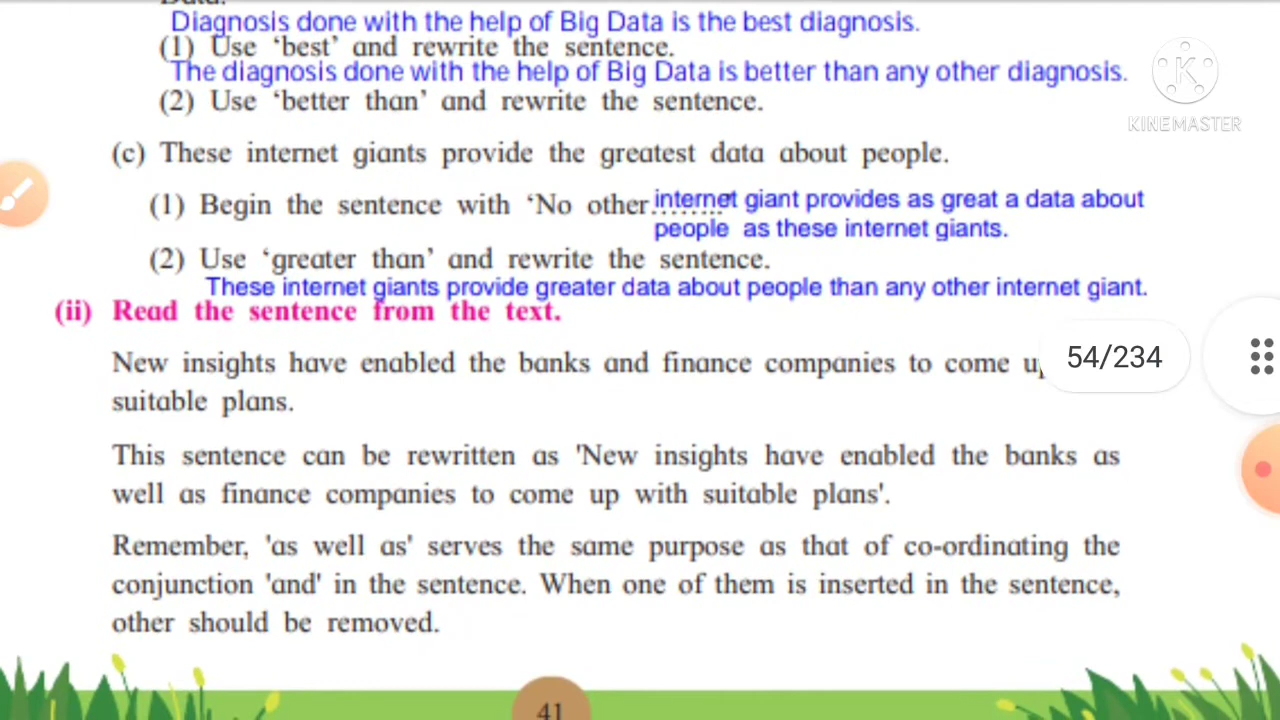 Data.
Diagnosis done with the help of Big Data is the best diagnosis.
(1) Use ‘best’ and rewrite the sentence.
The diagnosis done with the help of Big Data is better than any other diagnosis.
(2) Use ‘better than’ and rewrite the sentence.
KINEMASTER
(c) These internet giants provide the greatest data about people.
(1) Begin the sentence with ‘No other........ internet giant provides as great a data about
people as these internet giants.
(2) Use ‘greater than’ and rewrite the sentence.
These internet giants provide greater data about people than any other internet giant.
(ii) Read the sentence from the text.
New insights have enabled the banks and finance companies to come up
54/234
suitable plans.
This sentence can be rewritten as 'New insights have enabled the banks as
well as finance companies to come up with suitable plans'.
Remember, 'as well as' serves the same purpose as that of co-ordinating the
conjunction 'and' in the sentence. When one of them is inserted in the sentence,
other should be removed.
41